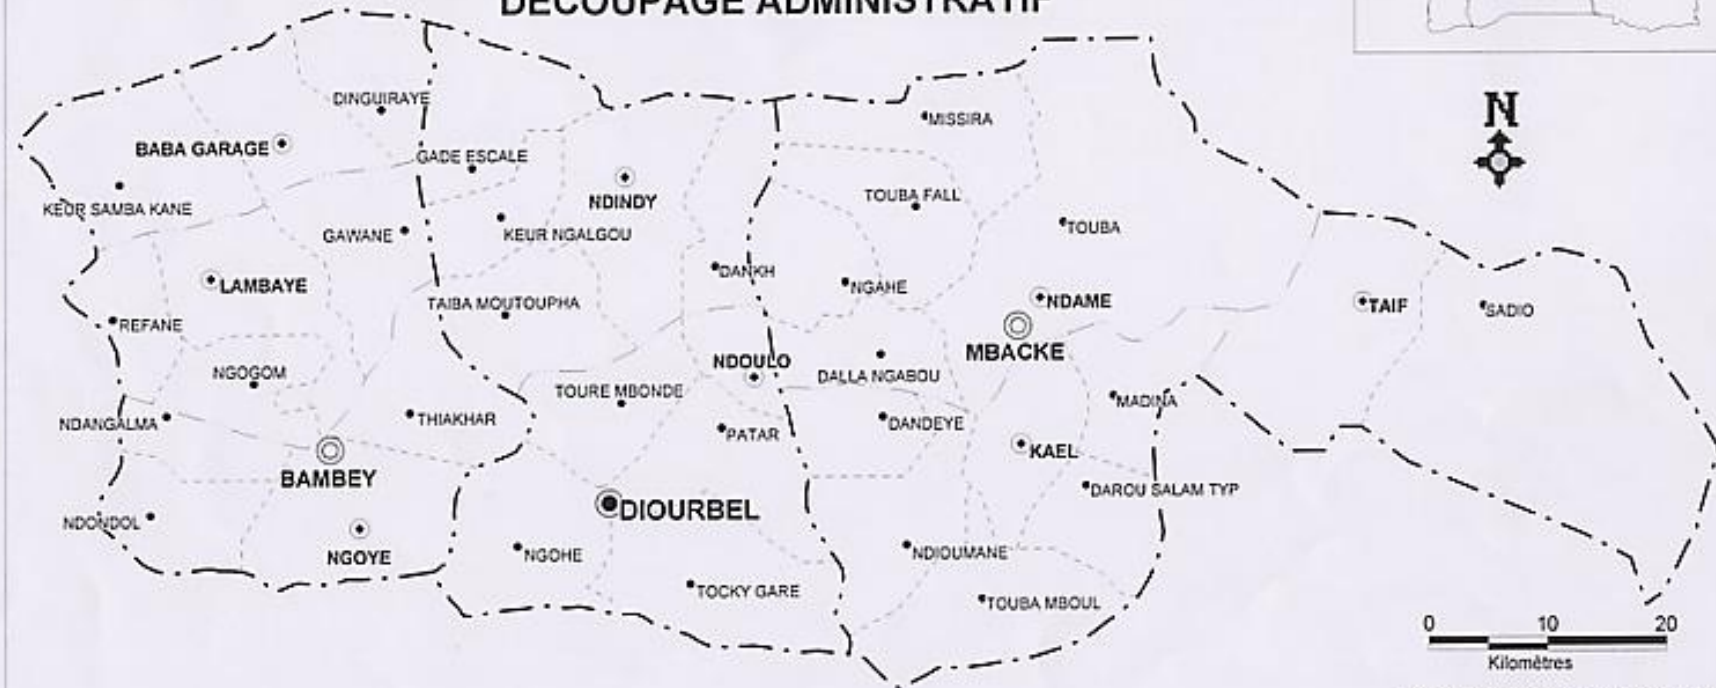 DECOUPAGE ADMINISTRATIF
DINGUIRAYE
MISSIRA
N
BABA GARAGE
GADE ESCALE
KEUR SAMBA KANE
NDINDY
TOUBA FALL
GAWANE
KEUR NGALGOU
TOUBA
LAMBAYE
DANKH
NGAHE
NDAME
TAIF
SADIO
TAIBA MOUTOUPHA
REFANE
MBACKE
NGOGOM
NDOULO
DALLA NGABOU
TOURE MBONDE
MADINA
NDANGALMA
THIAKHAR
PATAR
DANDEYE
KAEL
BAMBEY
DAROU SALAM TYP
NDONDOL
DIOURBEL
NGOYE
NGOHE
NDIOUMANE
TOCKY GARE
TOUBA MBOUL
0 10 20
Kilomètres